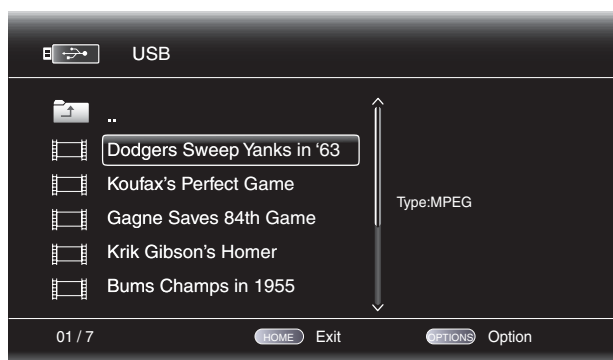 USB
..
Dodgers Sweep Yanks in ‘63
Koufax's Perfect Game
Gagne Saves 84th Game
Krik Gibson's Homer
Bums Champs in 1955
Type:MPEG
01 / 7 HOME Exit OPTIONS Option